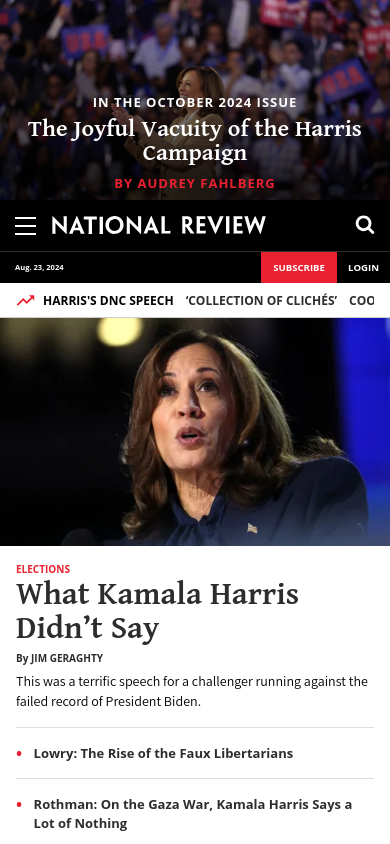 IN THE OCTOBER 2024 ISSUE
The Joyful Vacuity of the Harris
Campaign
BY AUDREY FAHLBERG
NATIONAL REVIEW
Aug. 23, 2024
SUBSCRIBE
LOGIN
HARRIS'S DNC SPEECH ‘COLLECTION OF CLICHÉS’ COO
ELECTIONS
What Kamala Harris
Didn’t Say
By JIM GERAGHTY
This was a terrific speech for a challenger running against the
failed record of President Biden.
Lowry: The Rise of the Faux Libertarians
Rothman: On the Gaza War, Kamala Harris Says a
Lot of Nothing